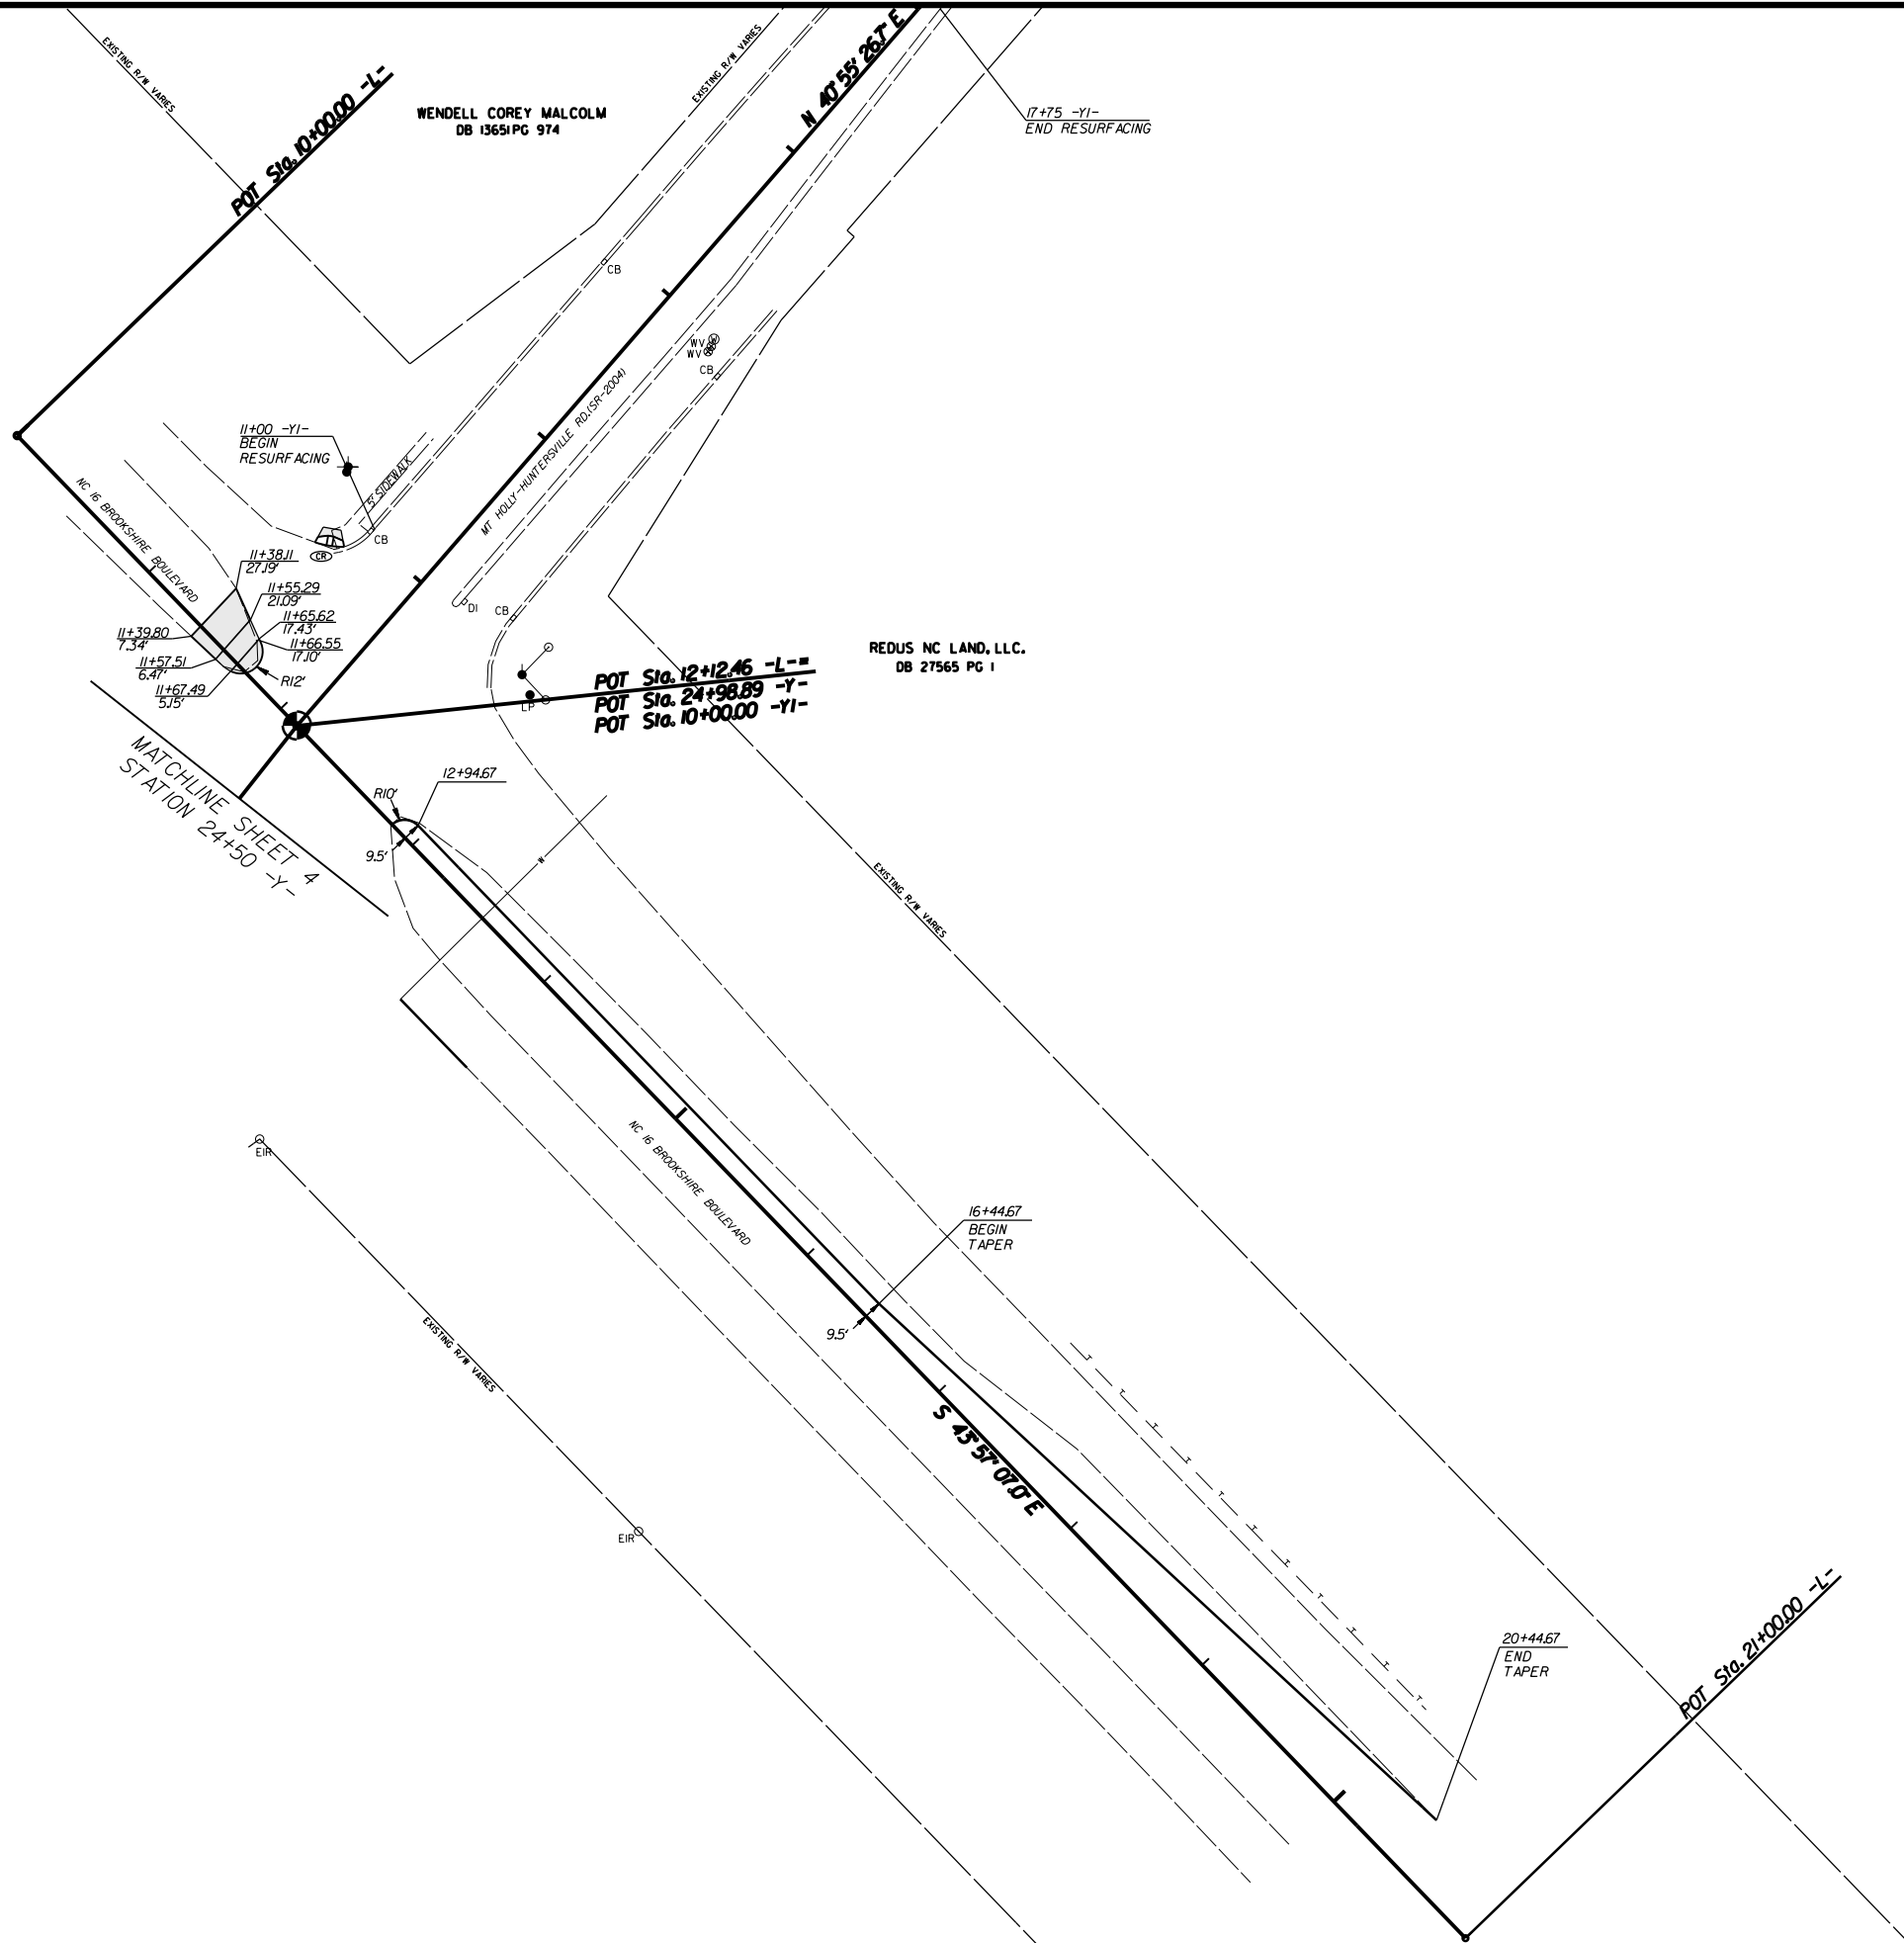 EXISTING R/W VARIES
POT Sta. 10+00.00 -L-
WENDELL COREY MALCOLM
DB 13651 PG 974
EXISTING R/W VARIES
N 40° 55' 26.7" E
17+75 -Y1-
END RESURFACING
CB
WV
WV
CB
MT HOLLY-HUNTERSVILLE RD.(SR-2004)
11+00 -Y1-
BEGIN
RESURFACING
5' SIDEWALK
CB
CR
NC 16 BROOKSHIRE BOULEVARD
11+38.11
27.19'
11+55.29
21.09'
11+65.62
17.43'
11+66.55
17.10'
11+39.80
7.34'
11+57.51
6.47'
11+67.49
5.15'
R12'
DI
CB
LP
REDUS NC LAND, LLC.
DB 27565 PG 1
POT Sta. 12+12.46 -L-=
POT Sta. 24+98.89 -Y-
POT Sta. 10+00.00 -Y1-
MATCHLINE SHEET 4
STATION 24+50 -Y-
12+94.67
R10'
9.5'
W
EXISTING R/W VARIES
EIR
NC 16 BROOKSHIRE BOULEVARD
16+44.67
BEGIN
TAPER
9.5'
EXISTING R/W VARIES
S 43° 57' 07.0" E
T
T
T
T
T
T
T
T
T
T
T
EIR
20+44.67
END
TAPER
POT Sta. 21+00.00 -L-